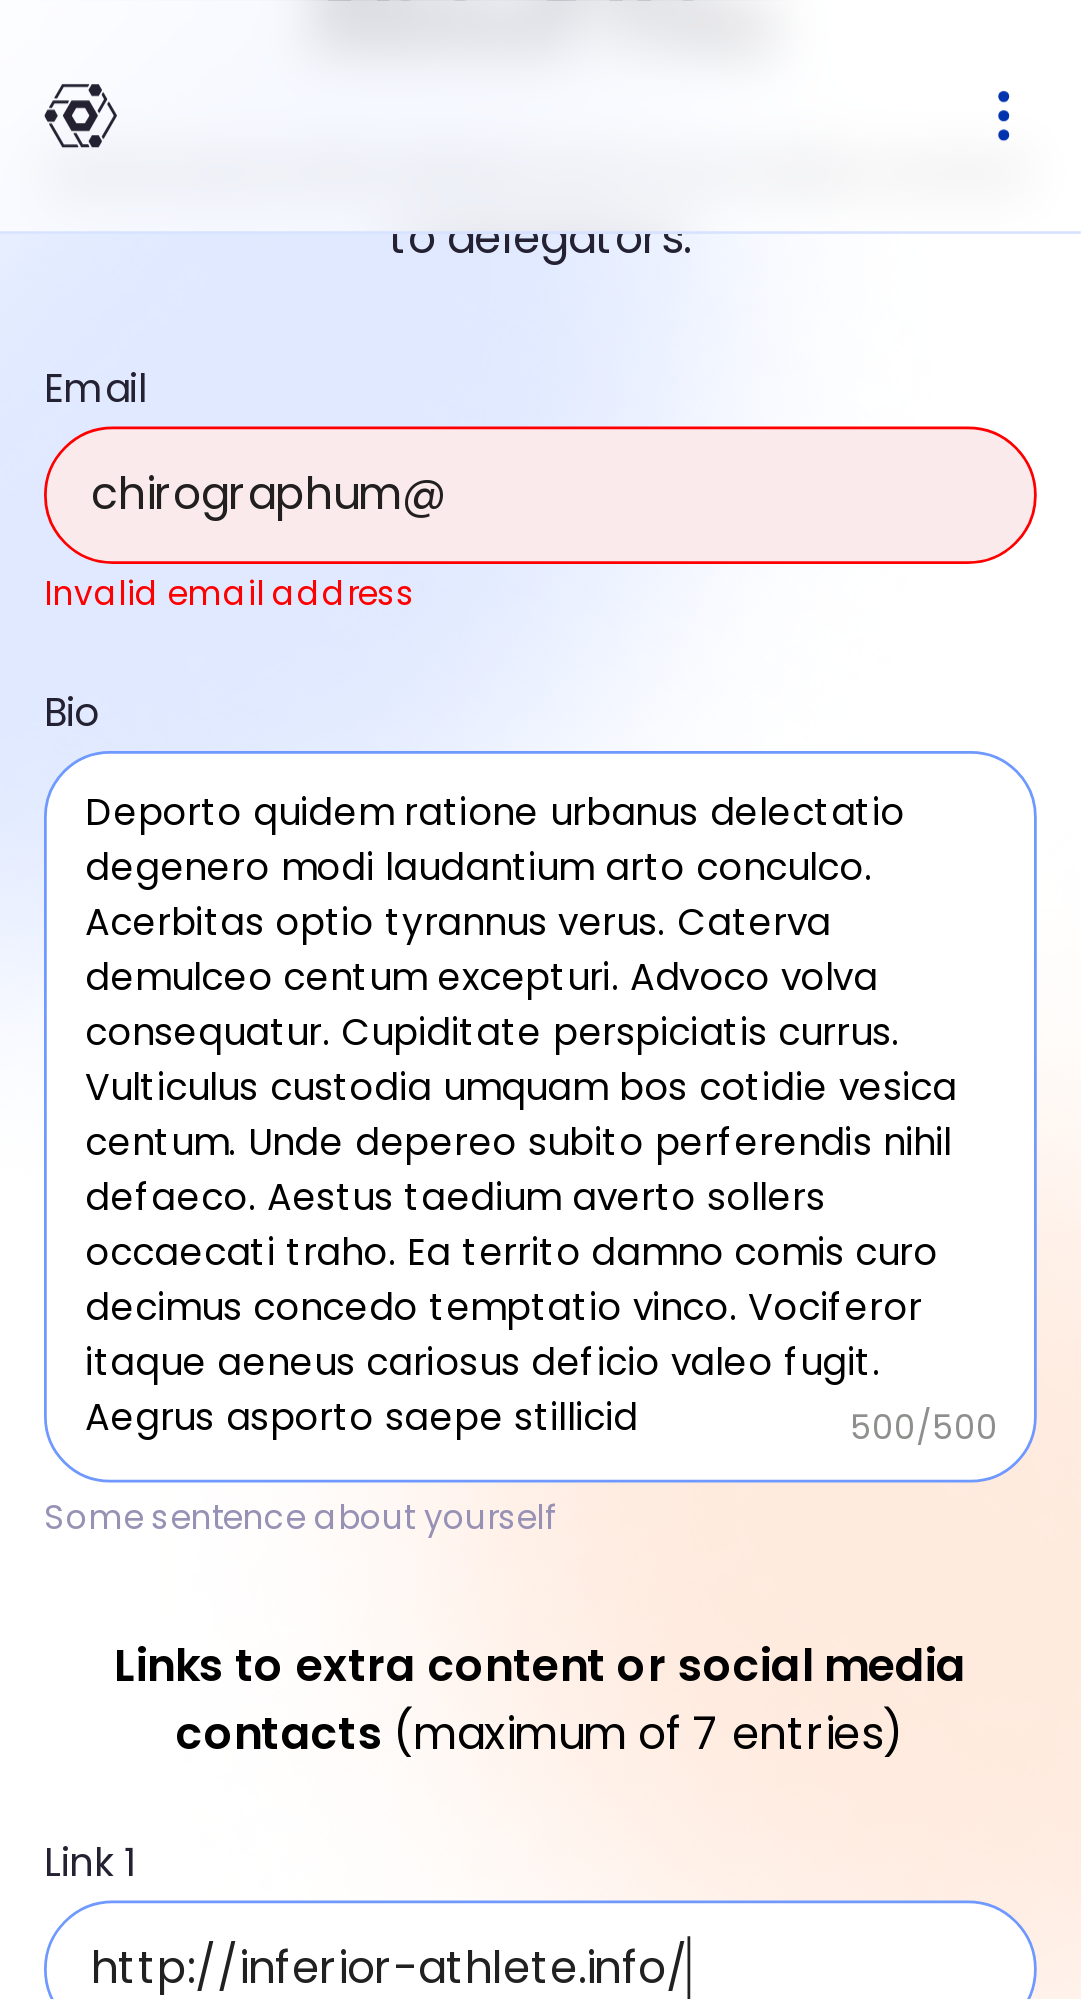 to delegators.
Email
chirographum@
Invalid email address
Bio
Deporto quidem ratione urbanus delectatio
degenero modi laudantium arto conculco.
Acerbitas optio tyrannus verus. Caterva
demulceo centum excepturi. Advoco volva
consequatur. Cupiditate perspiciatis currus.
Vulticulus custodia umquam bos cotidie vesica
centum. Unde depereo subito perferendis nihil
defaeco. Aestus taedium averto sollers
occaecati traho. Ea territo damno comis curo
decimus concedo temptatio vinco. Vociferor
itaque aeneus cariosus deficio valeo fugit.
Aegrus asporto saepe stillicid
500/500
Some sentence about yourself
Links to extra content or social media
contacts (maximum of 7 entries)
Link 1
http://inferior-athlete.info/